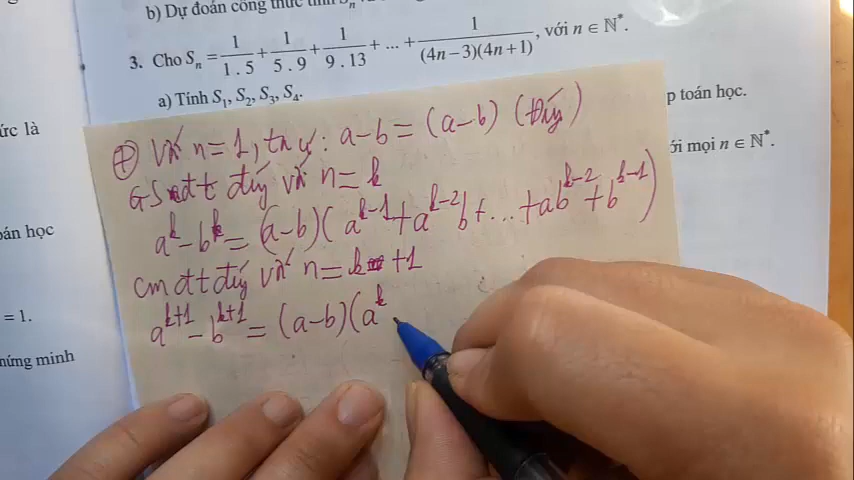 b) Dự đoán công thức tính Sₙ
3. Cho Sₙ = 1/(1.5) + 1/(5.9) + 1/(9.13) + ... + 1/((4n−3)(4n+1)), với n ∈ ℕ*.
a) Tính S₁, S₂, S₃, S₄.
p toán học.
ức là
ới mọi n ∈ ℕ*.
oán học
= 1.
hứng minh
⊕ Với n=1, ta có: a−b = (a−b) (đúng)
GS đt đúng với n = k
a^k − b^k = (a−b)(a^(k−1) + a^(k−2)b + ... + ab^(k−2) + b^(k−1))
cm đt đúng với n = k+1
a^(k+1) − b^(k+1) = (a−b)(a^k